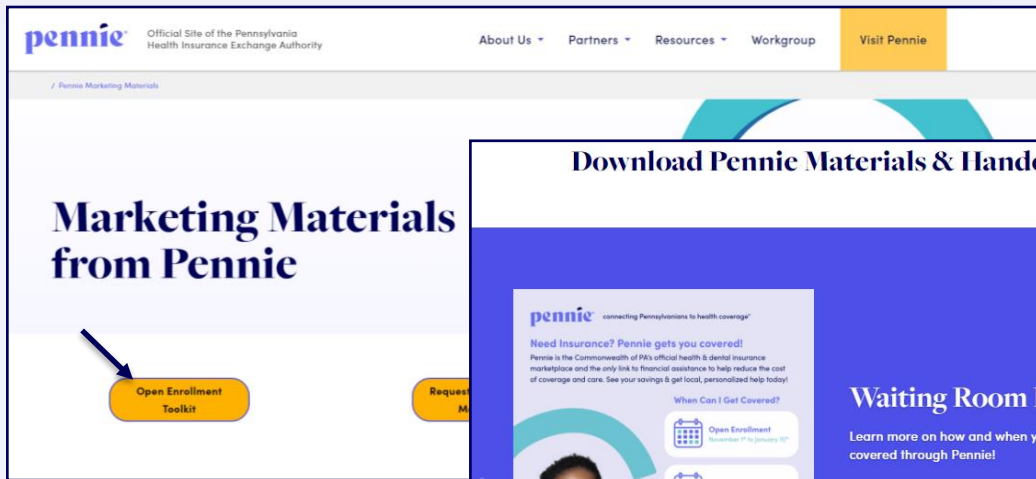 pennie
Official Site of the Pennsylvania
Health Insurance Exchange Authority
About Us
Partners
Resources
Workgroup
Visit Pennie
/ Pennie Marketing Materials
Marketing Materials
from Pennie
Open Enrollment
Toolkit
Request
Download Pennie Materials &
pennie connecting Pennsylvanians to health coverage
Need Insurance? Pennie gets you covered!
Pennie is the Commonwealth of PA's official health & dental insurance
marketplace and the only link to financial assistance to help reduce the cost
of coverage and care. See your savings & get local, personalized help today!
When Can I Get Covered?
Open Enrollment
November 1st to January 15th
Waiting Room
Learn more on how and when
covered through Pennie!